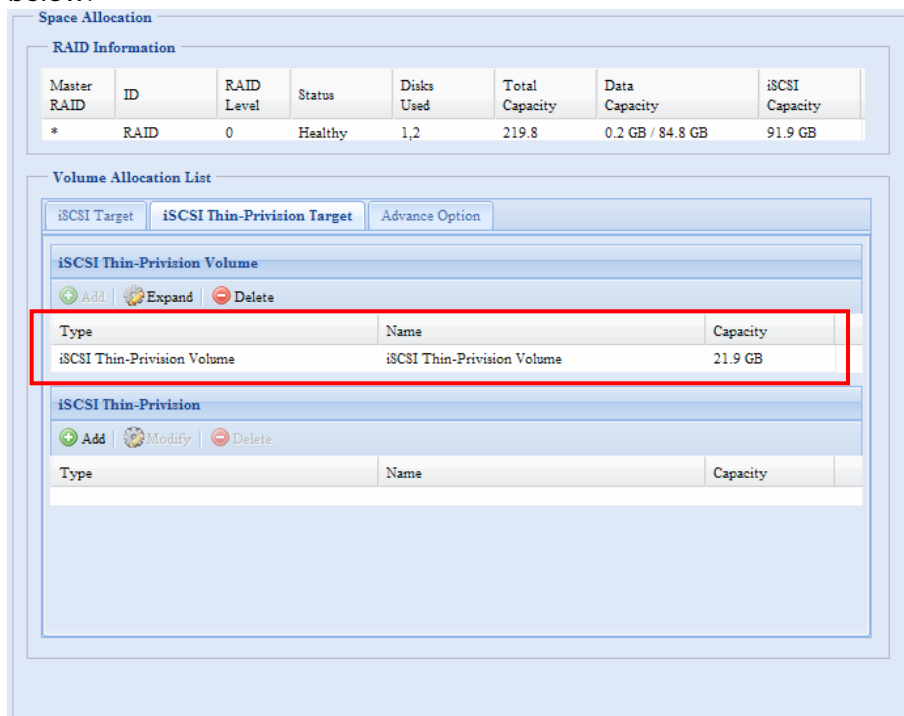 Space Allocation
RAID Information
Master RAID ID RAID Level Status Disks Used Total Capacity Data Capacity iSCSI Capacity
* RAID 0 Healthy 1,2 219.8 0.2 GB / 84.8 GB 91.9 GB
Volume Allocation List
iSCSI Target iSCSI Thin-Privision Target Advance Option
iSCSI Thin-Privision Volume
Add Expand Delete
Type Name Capacity
iSCSI Thin-Privision Volume iSCSI Thin-Privision Volume 21.9 GB
iSCSI Thin-Privision
Add Modify Delete
Type Name Capacity